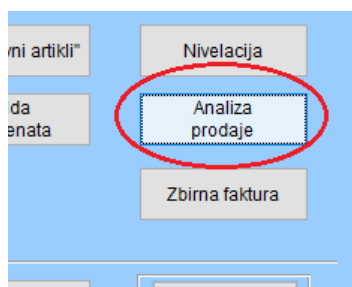 vni artikli"
Nivelacija
da
enata
Analiza
prodaje
Zbirna faktura